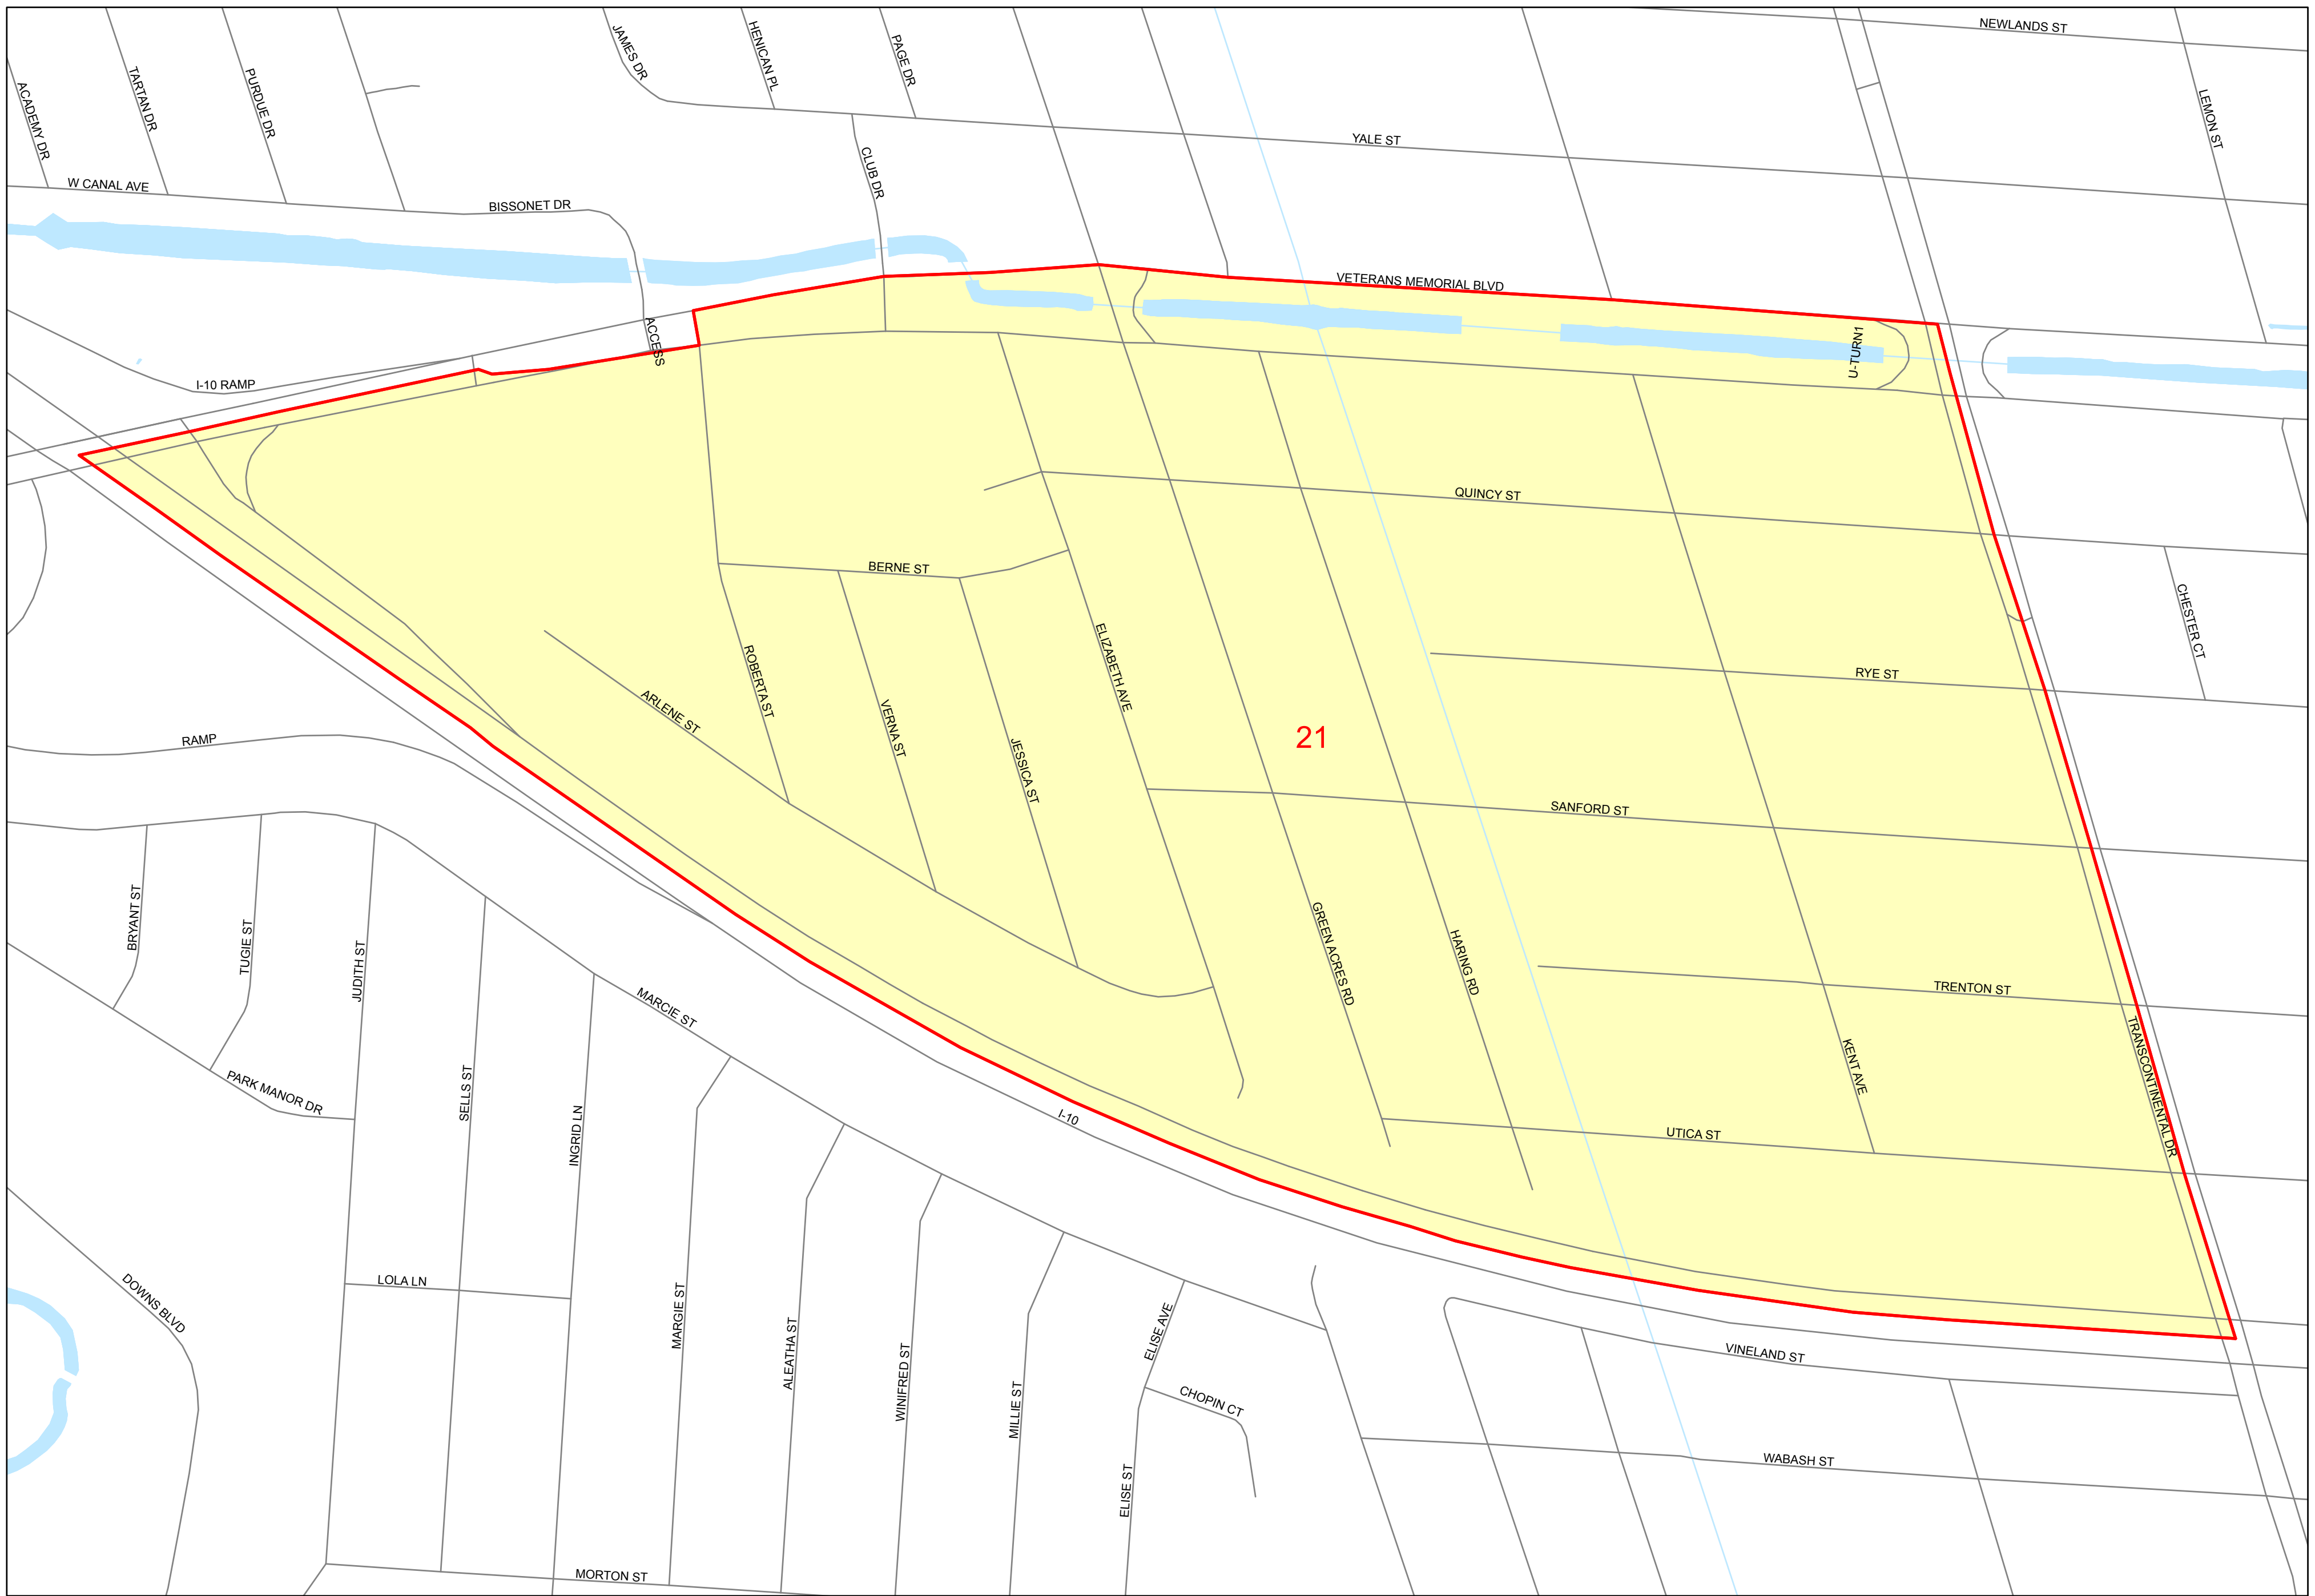 NEWLANDS ST
JAMES DR
HENICAN PL
PAGE DR
TARTAN DR
PURDUE DR
ACADEMY DR
LEMON ST
YALE ST
CLUB DR
W CANAL AVE
BISSONET DR
VETERANS MEMORIAL BLVD
ACCESS
U-TURN1
I-10 RAMP
QUINCY ST
BERNE ST
CHESTER CT
ELIZABETH AVE
ROBERTA ST
RYE ST
ARLENE ST
VERNA ST
JESSICA ST
21
RAMP
SANFORD ST
BRYANT ST
TUGIE ST
JUDITH ST
GREEN ACRES RD
HARING RD
TRENTON ST
MARCIE ST
KENT AVE
TRANSCONTINENTAL DR
PARK MANOR DR
SELLS ST
INGRID LN
I-10
UTICA ST
LOLA LN
DOWNS BLVD
MARGIE ST
ALEATHA ST
WINIFRED ST
MILLIE ST
ELISE AVE
VINELAND ST
CHOPIN CT
WABASH ST
ELISE ST
MORTON ST